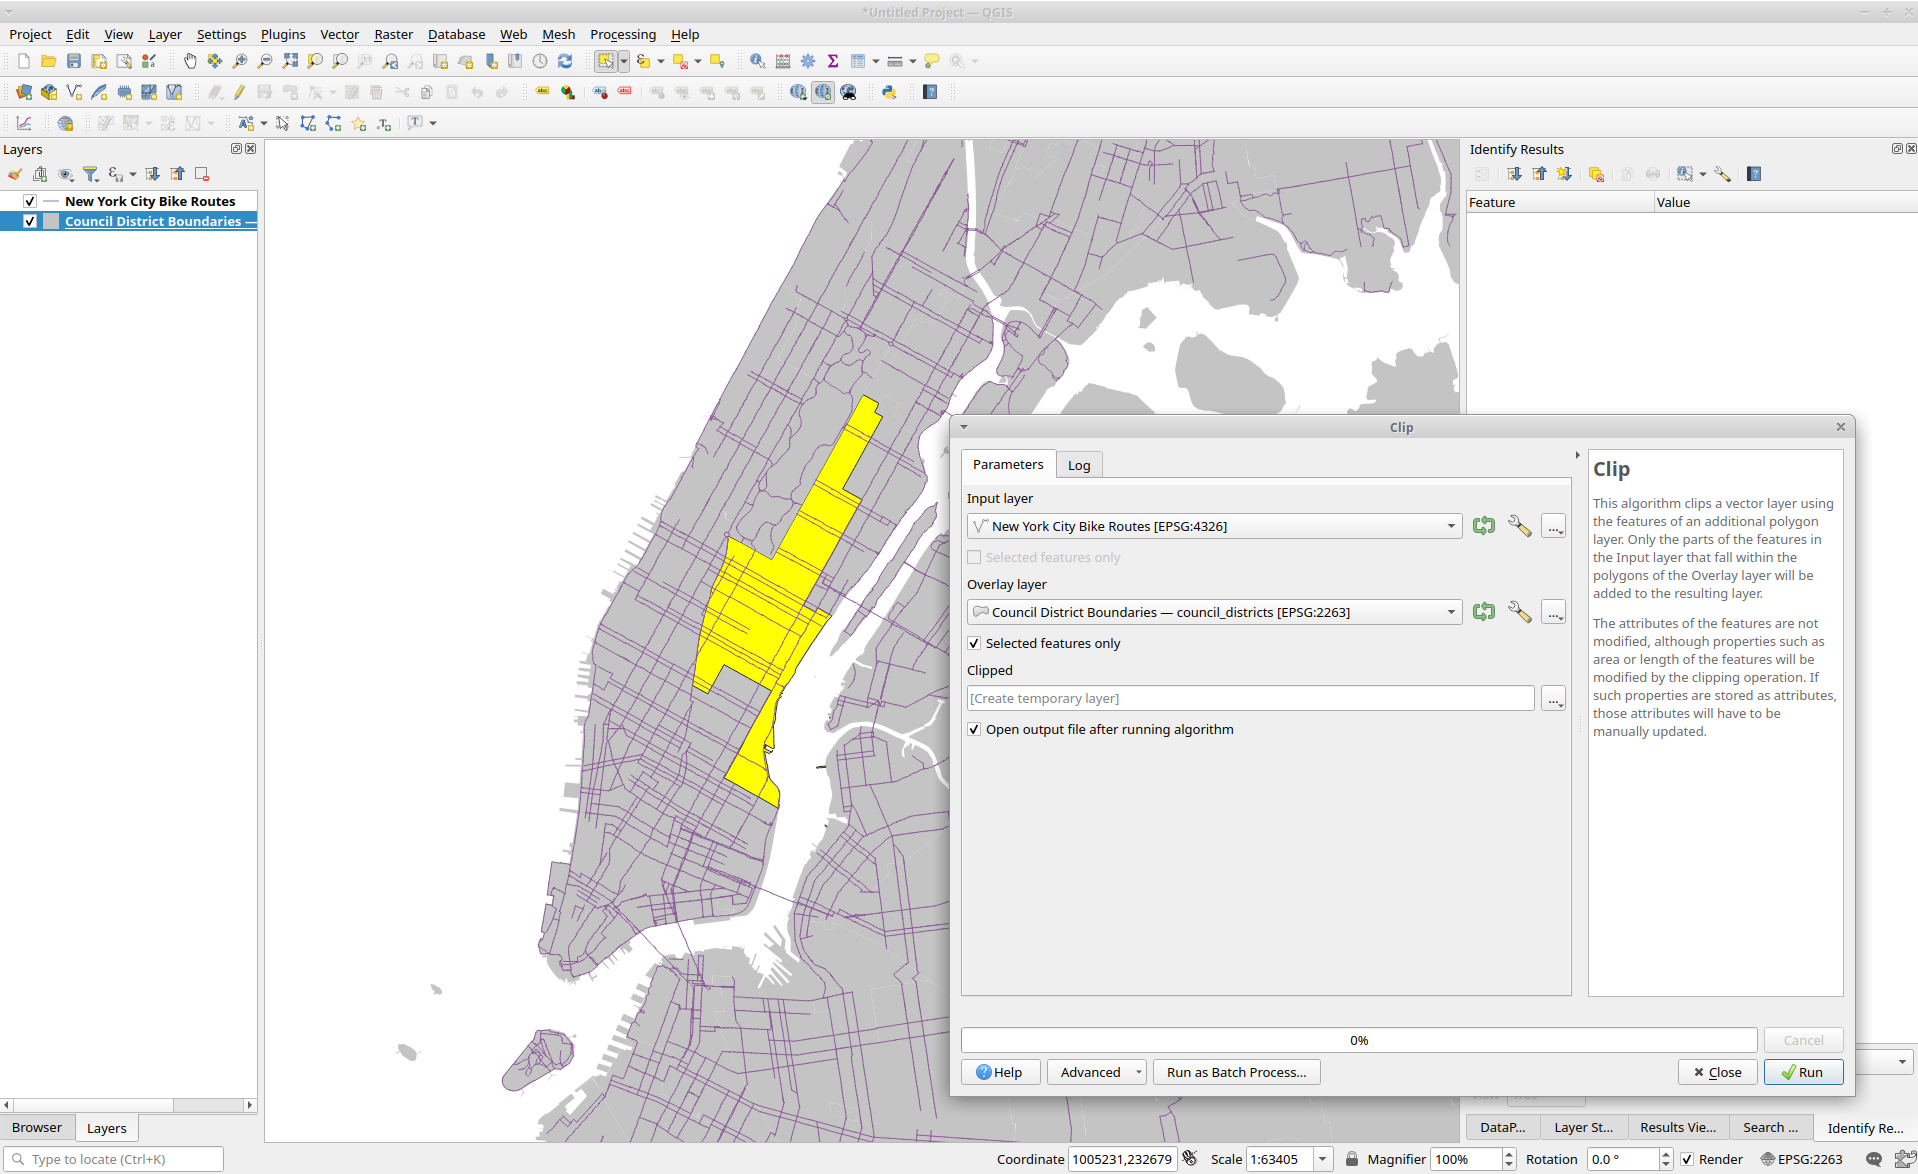 *Untitled Project — QGIS
Project Edit View Layer Settings Plugins Vector Raster Database Web Mesh Processing Help
Layers
New York City Bike Routes
Council District Boundaries —
Identify Results
Feature Value
Clip
Parameters Log
Input layer
New York City Bike Routes [EPSG:4326]
Selected features only
Overlay layer
Council District Boundaries — council_districts [EPSG:2263]
Selected features only
Clipped
[Create temporary layer]
Open output file after running algorithm
Clip
This algorithm clips a vector layer using
the features of an additional polygon
layer. Only the parts of the features in
the Input layer that fall within the
polygons of the Overlay layer will be
added to the resulting layer.
The attributes of the features are not
modified, although properties such as
area or length of the features will be
modified by the clipping operation. If
such properties are stored as attributes,
those attributes will have to be
manually updated.
0%
Cancel
Help Advanced Run as Batch Process... Close Run
Browser Layers
DataP... Layer St... Results Vie... Search ... Identify Re...
Type to locate (Ctrl+K) Coordinate 1005231,232679 Scale 1:63405 Magnifier 100% Rotation 0.0 ° Render EPSG:2263